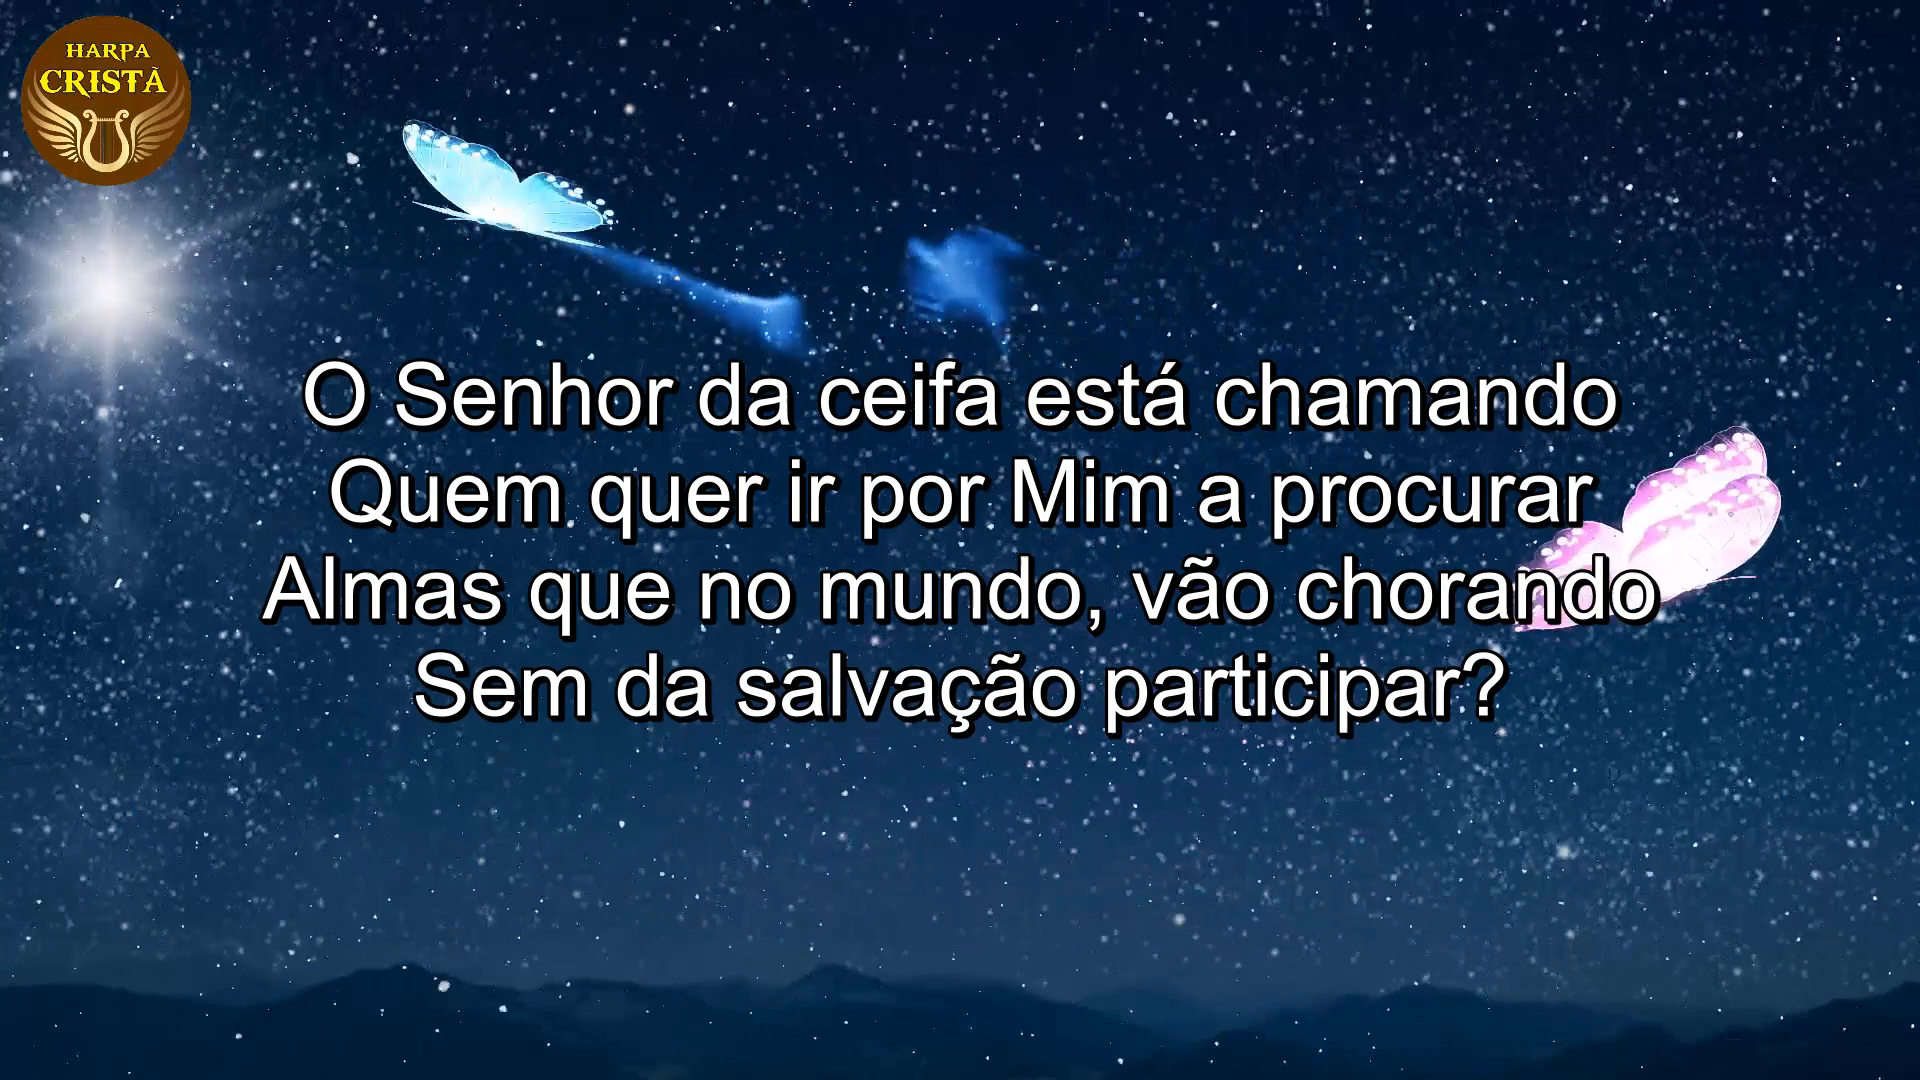 HARPA
CRISTÃ
O Senhor da ceifa está chamando
Quem quer ir por Mim a procurar
Almas que no mundo, vão chorando
Sem da salvação participar?